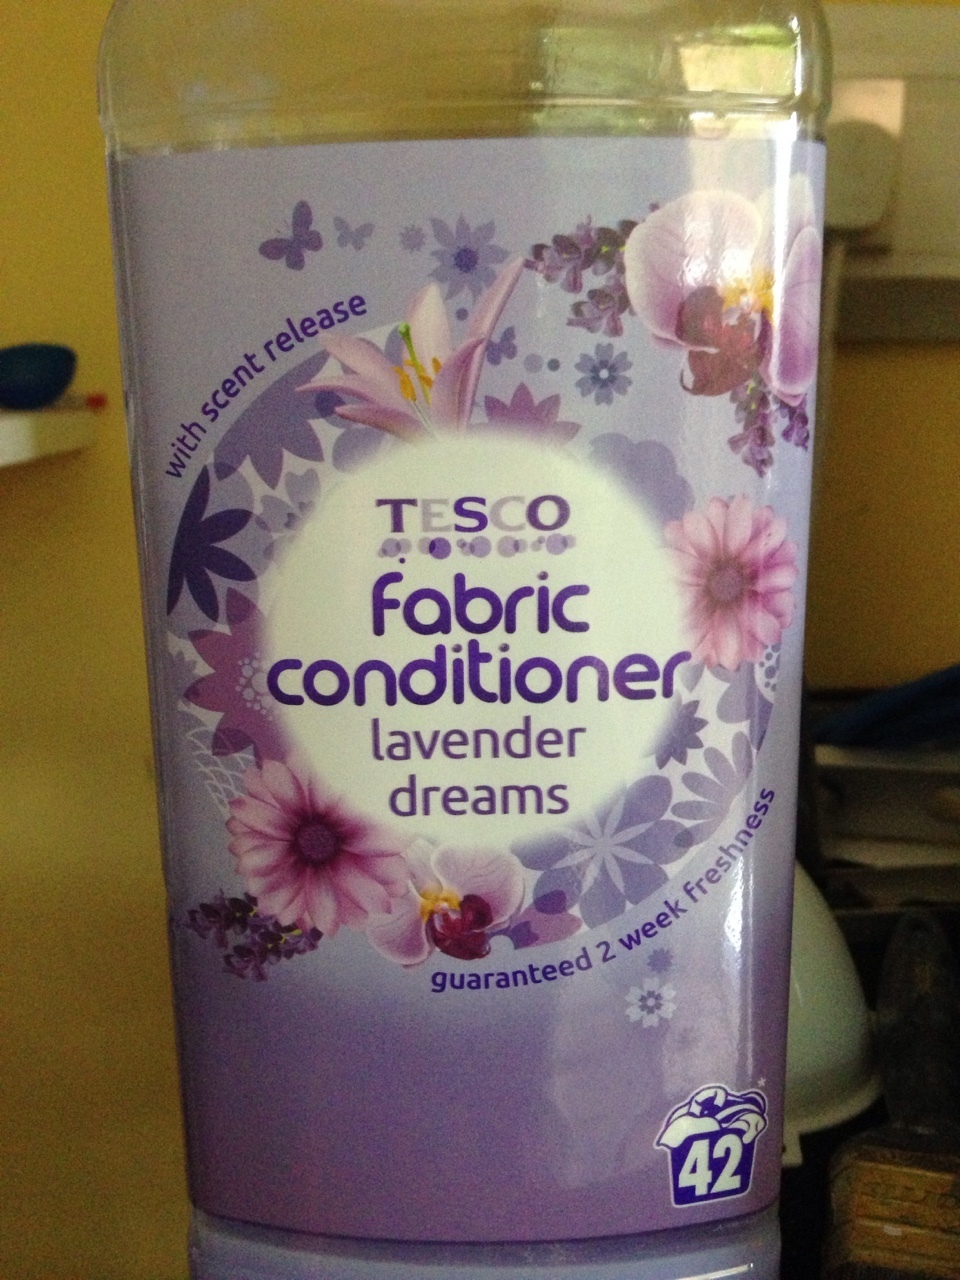 with scent release
TESCO
fabric
conditioner
lavender
dreams
guaranteed 2 week freshness
42*